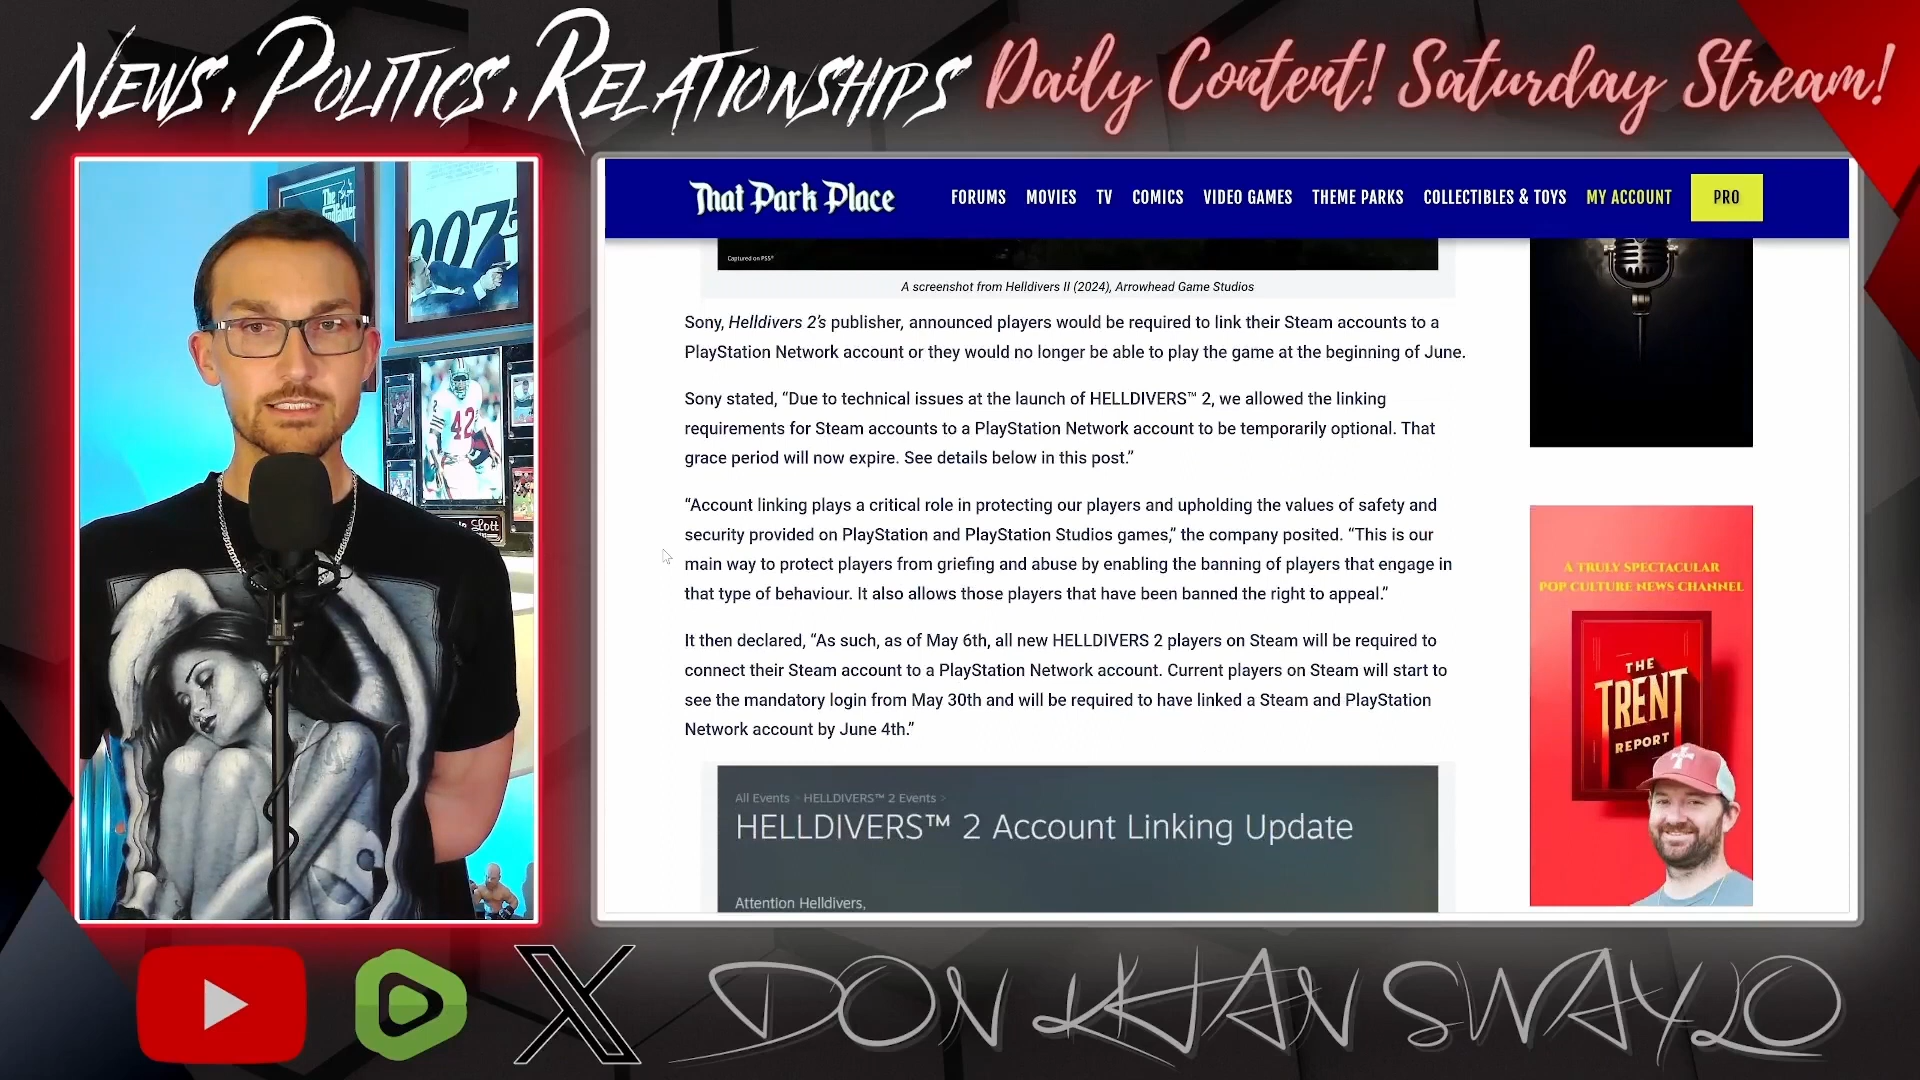 NEWS, POLITICS, RELATIONSHIPS
Daily Content! Saturday Stream!
The
Godfather
007
42
Lott
That Park Place
FORUMS MOVIES TV COMICS VIDEO GAMES THEME PARKS COLLECTIBLES & TOYS MY ACCOUNT PRO
Captured on PS5®
A screenshot from Helldivers II (2024), Arrowhead Game Studios
Sony, Helldivers 2’s publisher, announced players would be required to link their Steam accounts to a
PlayStation Network account or they would no longer be able to play the game at the beginning of June.
Sony stated, “Due to technical issues at the launch of HELLDIVERS™ 2, we allowed the linking
requirements for Steam accounts to a PlayStation Network account to be temporarily optional. That
grace period will now expire. See details below in this post.”
“Account linking plays a critical role in protecting our players and upholding the values of safety and
security provided on PlayStation and PlayStation Studios games,” the company posited. “This is our
main way to protect players from griefing and abuse by enabling the banning of players that engage in
that type of behaviour. It also allows those players that have been banned the right to appeal.”
It then declared, “As such, as of May 6th, all new HELLDIVERS 2 players on Steam will be required to
connect their Steam account to a PlayStation Network account. Current players on Steam will start to
see the mandatory login from May 30th and will be required to have linked a Steam and PlayStation
Network account by June 4th.”
All Events > HELLDIVERS™ 2 Events >
HELLDIVERS™ 2 Account Linking Update
Attention Helldivers,
A TRULY SPECTACULAR
POP CULTURE NEWS CHANNEL
THE
TRENT
REPORT
DON KHAN SWAYLO